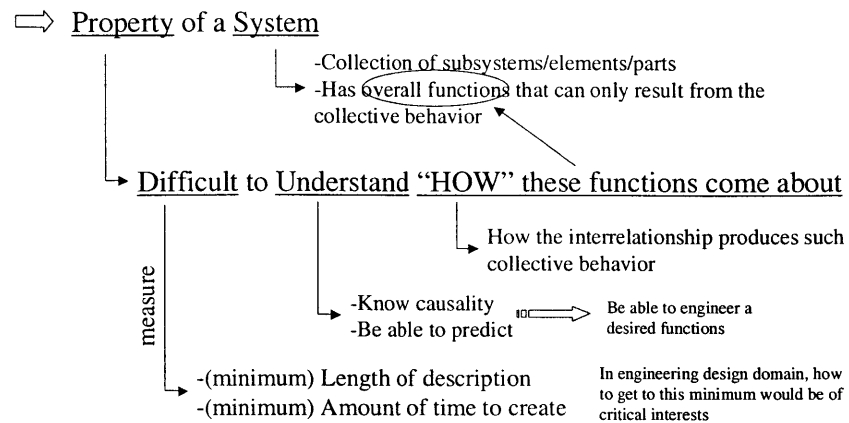 Property of a System
-Collection of subsystems/elements/parts
-Has overall functions that can only result from the
collective behavior
Difficult to Understand “HOW” these functions come about
How the interrelationship produces such
collective behavior
measure
-Know causality
-Be able to predict
Be able to engineer a
desired functions
-(minimum) Length of description
-(minimum) Amount of time to create
In engineering design domain, how
to get to this minimum would be of
critical interests